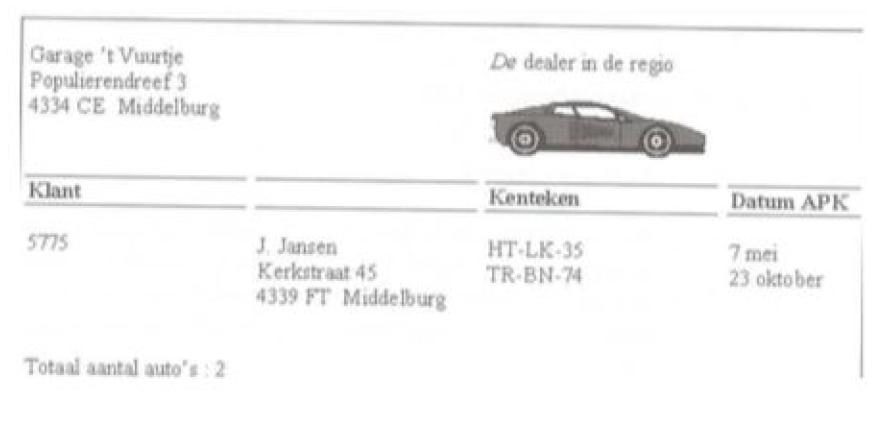 Garage 't Vuurtje
Populierendreef 3
4334 CE Middelburg
De dealer in de regio
Klant
Kenteken
Datum APK
5775
J. Jansen
Kerkstraat 45
4339 FT Middelburg
HT-LK-35
TR-BN-74
7 mei
23 oktober
Totaal aantal auto's : 2